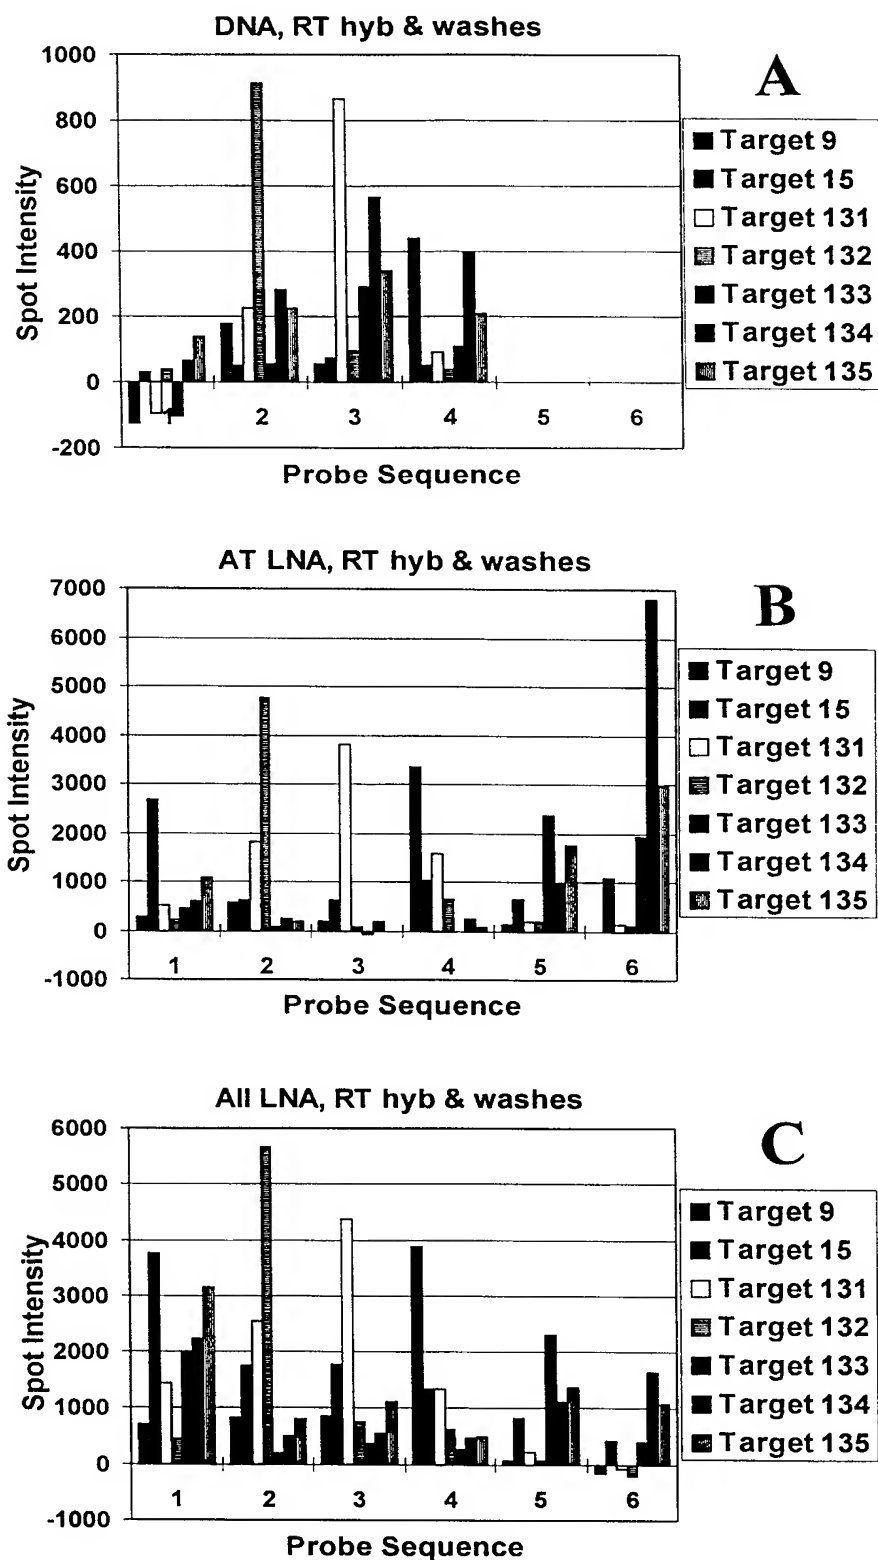 DNA, RT hyb & washes
A
1000
800
600
400
200
0
-200
Spot Intensity
1
2
3
4
5
6
Probe Sequence
Target 9
Target 15
Target 131
Target 132
Target 133
Target 134
Target 135
AT LNA, RT hyb & washes
B
7000
6000
5000
4000
3000
2000
1000
0
-1000
Spot Intensity
1
2
3
4
5
6
Probe Sequence
Target 9
Target 15
Target 131
Target 132
Target 133
Target 134
Target 135
All LNA, RT hyb & washes
C
6000
5000
4000
3000
2000
1000
0
-1000
Spot Intensity
1
2
3
4
5
6
Probe Sequence
Target 9
Target 15
Target 131
Target 132
Target 133
Target 134
Target 135